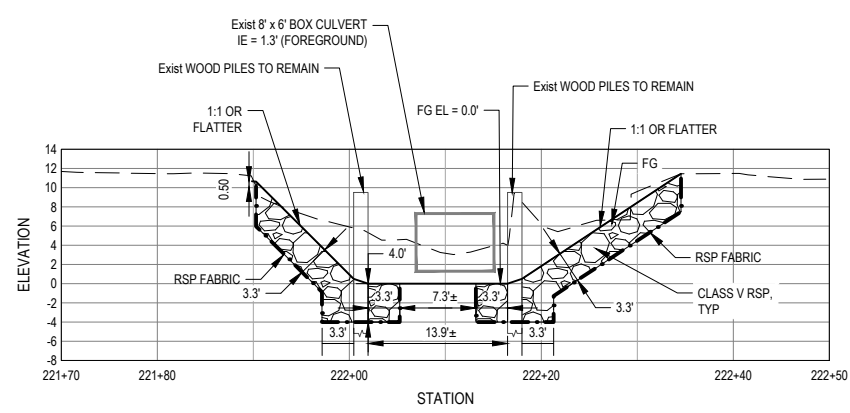 Exist 8' x 6' BOX CULVERT
IE = 1.3' (FOREGROUND)
Exist WOOD PILES TO REMAIN
Exist WOOD PILES TO REMAIN
1:1 OR
FLATTER
FG EL = 0.0'
1:1 OR FLATTER
FG
14
12
10
8
6
4
2
0
-2
-4
-6
-8
ELEVATION
0.50
4.0'
RSP FABRIC
RSP FABRIC
3.3'
3.3'
7.3'±
3.3'
3.3'
CLASS V RSP,
TYP
3.3'
13.9'±
3.3'
221+70
221+80
222+00
222+20
222+40
222+50
STATION